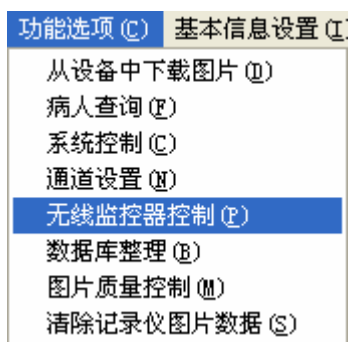 功能选项(C) 基本信息设置(I)
从设备中下载图片(D)
病人查询(F)
系统控制(C)
通道设置(N)
无线监控器控制(P)
数据库整理(B)
图片质量控制(M)
清除记录仪图片数据(S)